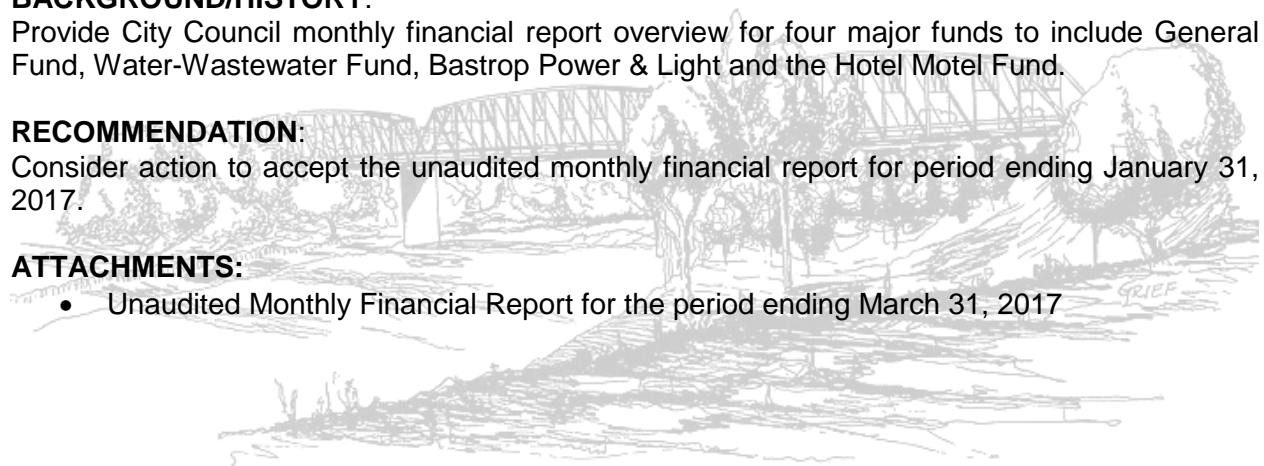 BACKGROUND/HISTORY:
Provide City Council monthly financial report overview for four major funds to include General
Fund, Water-Wastewater Fund, Bastrop Power & Light and the Hotel Motel Fund.
RECOMMENDATION:
Consider action to accept the unaudited monthly financial report for period ending January 31,
2017.
ATTACHMENTS:
• Unaudited Monthly Financial Report for the period ending March 31, 2017
GRIEF